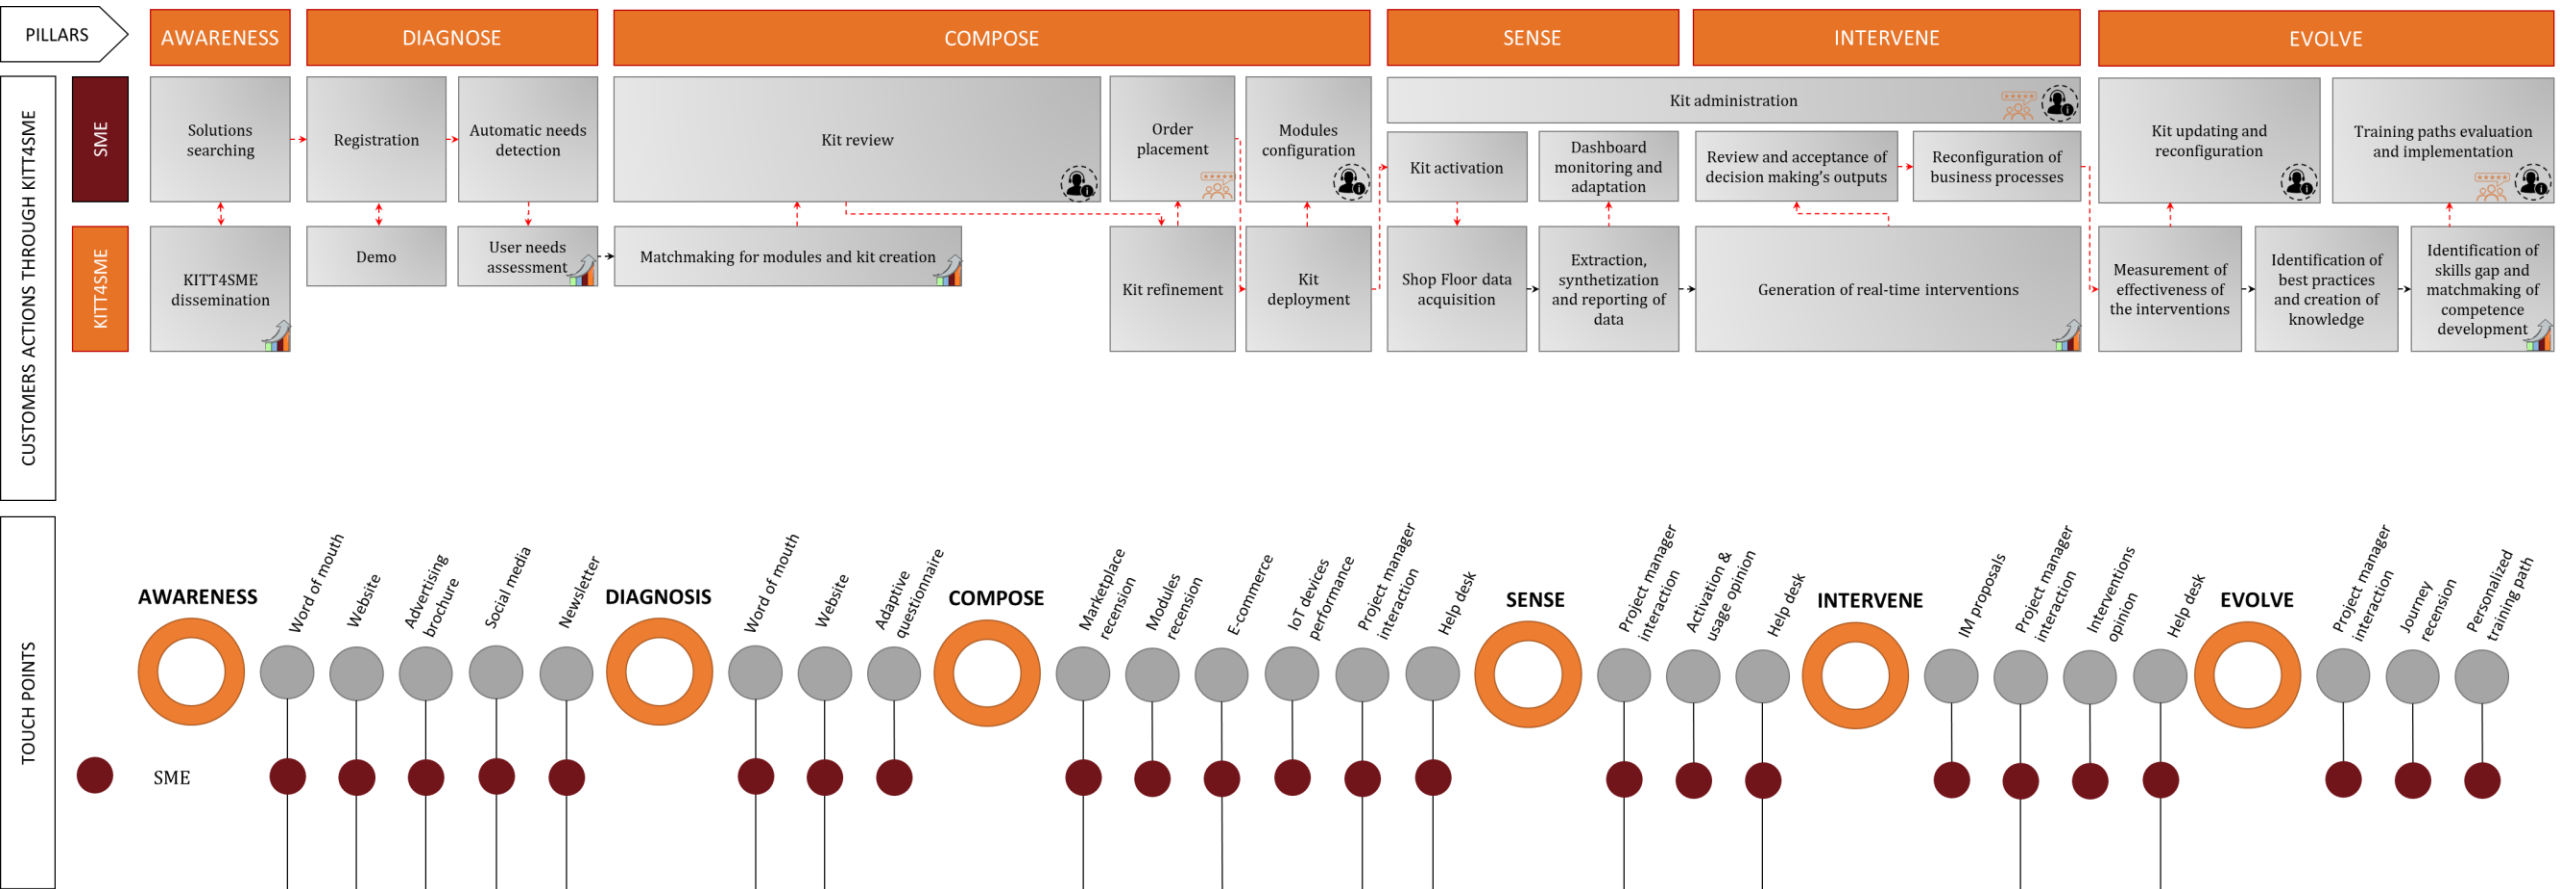 PILLARS
AWARENESS
DIAGNOSE
COMPOSE
SENSE
INTERVENE
EVOLVE
CUSTOMERS ACTIONS THROUGH KITT4SME
SME
Solutions
searching
Registration
Automatic needs
detection
Kit review
Order
placement
Modules
configuration
Kit administration
Kit activation
Dashboard
monitoring and
adaptation
Review and acceptance of
decision making's outputs
Reconfiguration of
business processes
Kit updating and
reconfiguration
Training paths evaluation
and implementation
KITT4SME
KITT4SME
dissemination
Demo
User needs
assessment
Matchmaking for modules and kit creation
Kit refinement
Kit
deployment
Shop Floor data
acquisition
Extraction,
synthetization
and reporting of
data
Generation of real-time interventions
Measurement of
effectiveness of
the interventions
Identification of
best practices
and creation of
knowledge
Identification of
skills gap and
matchmaking of
competence
development
TOUCH POINTS
AWARENESS
Word of mouth
Website
Advertising
brochure
Social media
Newsletter
DIAGNOSIS
Word of mouth
Website
Adaptive
questionnaire
COMPOSE
Marketplace
recension
Modules
recension
E-commerce
IoT devices
performance
Project manager
interaction
Help desk
SENSE
Project manager
interaction
Activation &
usage opinion
Help desk
INTERVENE
IM proposals
Project manager
interaction
Interventions
opinion
Help desk
EVOLVE
Project manager
interaction
Journey
recension
Personalized
training path
SME